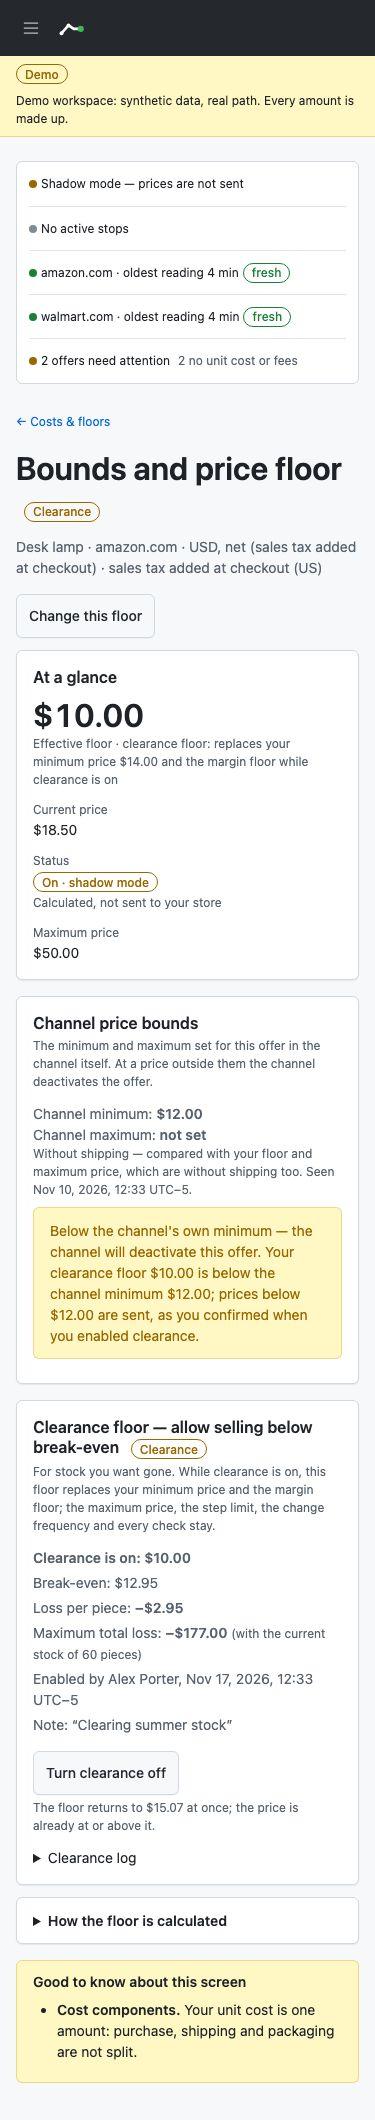 Demo
Demo workspace: synthetic data, real path. Every amount is
made up.
Shadow mode — prices are not sent
No active stops
amazon.com · oldest reading 4 min fresh
walmart.com · oldest reading 4 min fresh
2 offers need attention 2 no unit cost or fees
← Costs & floors
Bounds and price floor
Clearance
Desk lamp · amazon.com · USD, net (sales tax added
at checkout) · sales tax added at checkout (US)
Change this floor
At a glance
$10.00
Effective floor · clearance floor: replaces your
minimum price $14.00 and the margin floor while
clearance is on
Current price
$18.50
Status
On · shadow mode
Calculated, not sent to your store
Maximum price
$50.00
Channel price bounds
The minimum and maximum set for this offer in the
channel itself. At a price outside them the channel
deactivates the offer.
Channel minimum: $12.00
Channel maximum: not set
Without shipping — compared with your floor and
maximum price, which are without shipping too. Seen
Nov 10, 2026, 12:33 UTC−5.
Below the channel's own minimum — the
channel will deactivate this offer. Your
clearance floor $10.00 is below the
channel minimum $12.00; prices below
$12.00 are sent, as you confirmed when
you enabled clearance.
Clearance floor — allow selling below
break-even Clearance
For stock you want gone. While clearance is on, this
floor replaces your minimum price and the margin
floor; the maximum price, the step limit, the change
frequency and every check stay.
Clearance is on: $10.00
Break-even: $12.95
Loss per piece: −$2.95
Maximum total loss: −$177.00 (with the current
stock of 60 pieces)
Enabled by Alex Porter, Nov 17, 2026, 12:33
UTC−5
Note: “Clearing summer stock”
Turn clearance off
The floor returns to $15.07 at once; the price is
already at or above it.
Clearance log
How the floor is calculated
Good to know about this screen
• Cost components. Your unit cost is one
amount: purchase, shipping and packaging
are not split.